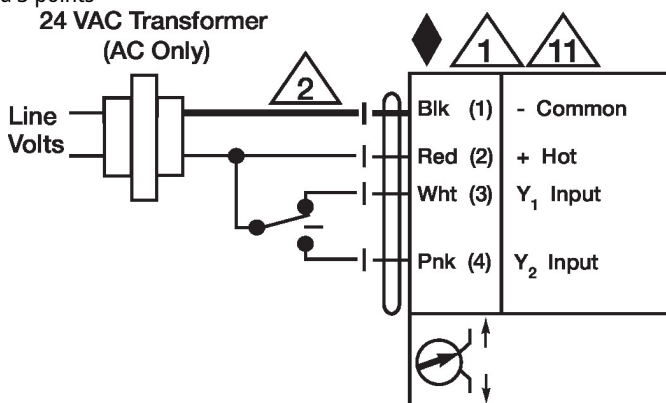 24 VAC Transformer
(AC Only)
1
11
2
Line
Volts
Blk (1) - Common
Red (2) + Hot
Wht (3) Y1 Input
Pnk (4) Y2 Input